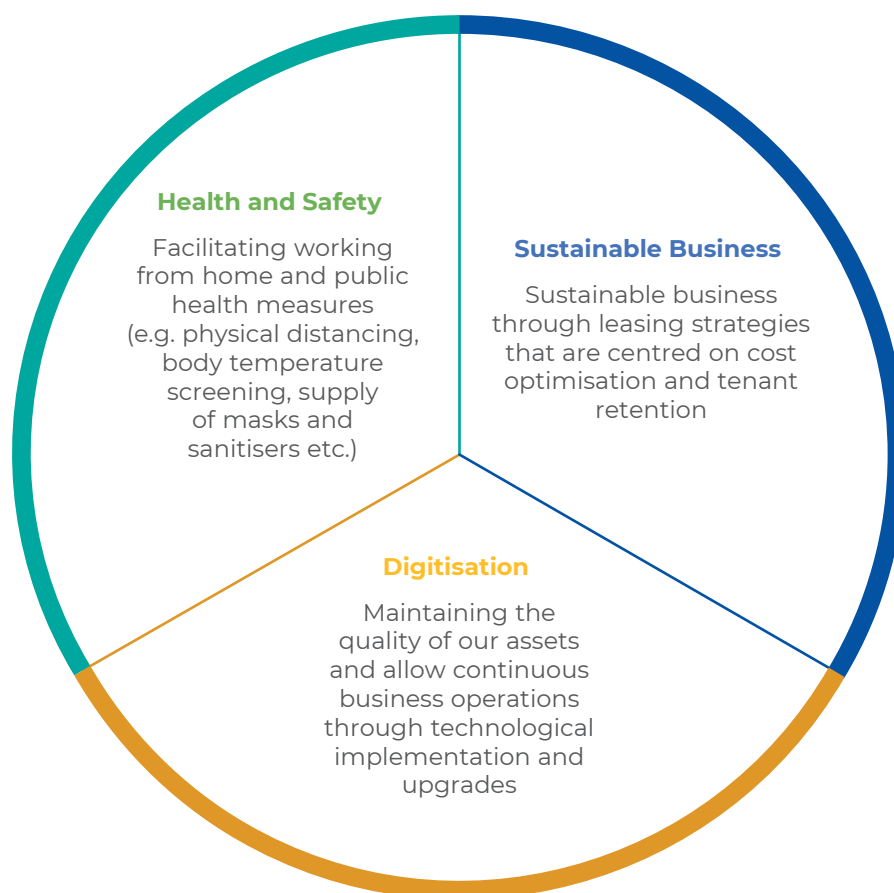 Health and Safety
Facilitating working
from home and public
health measures
(e.g. physical distancing,
body temperature
screening, supply
of masks and
sanitisers etc.)
Sustainable Business
Sustainable business
through leasing strategies
that are centred on cost
optimisation and tenant
retention
Digitisation
Maintaining the
quality of our assets
and allow continuous
business operations
through technological
implementation and
upgrades